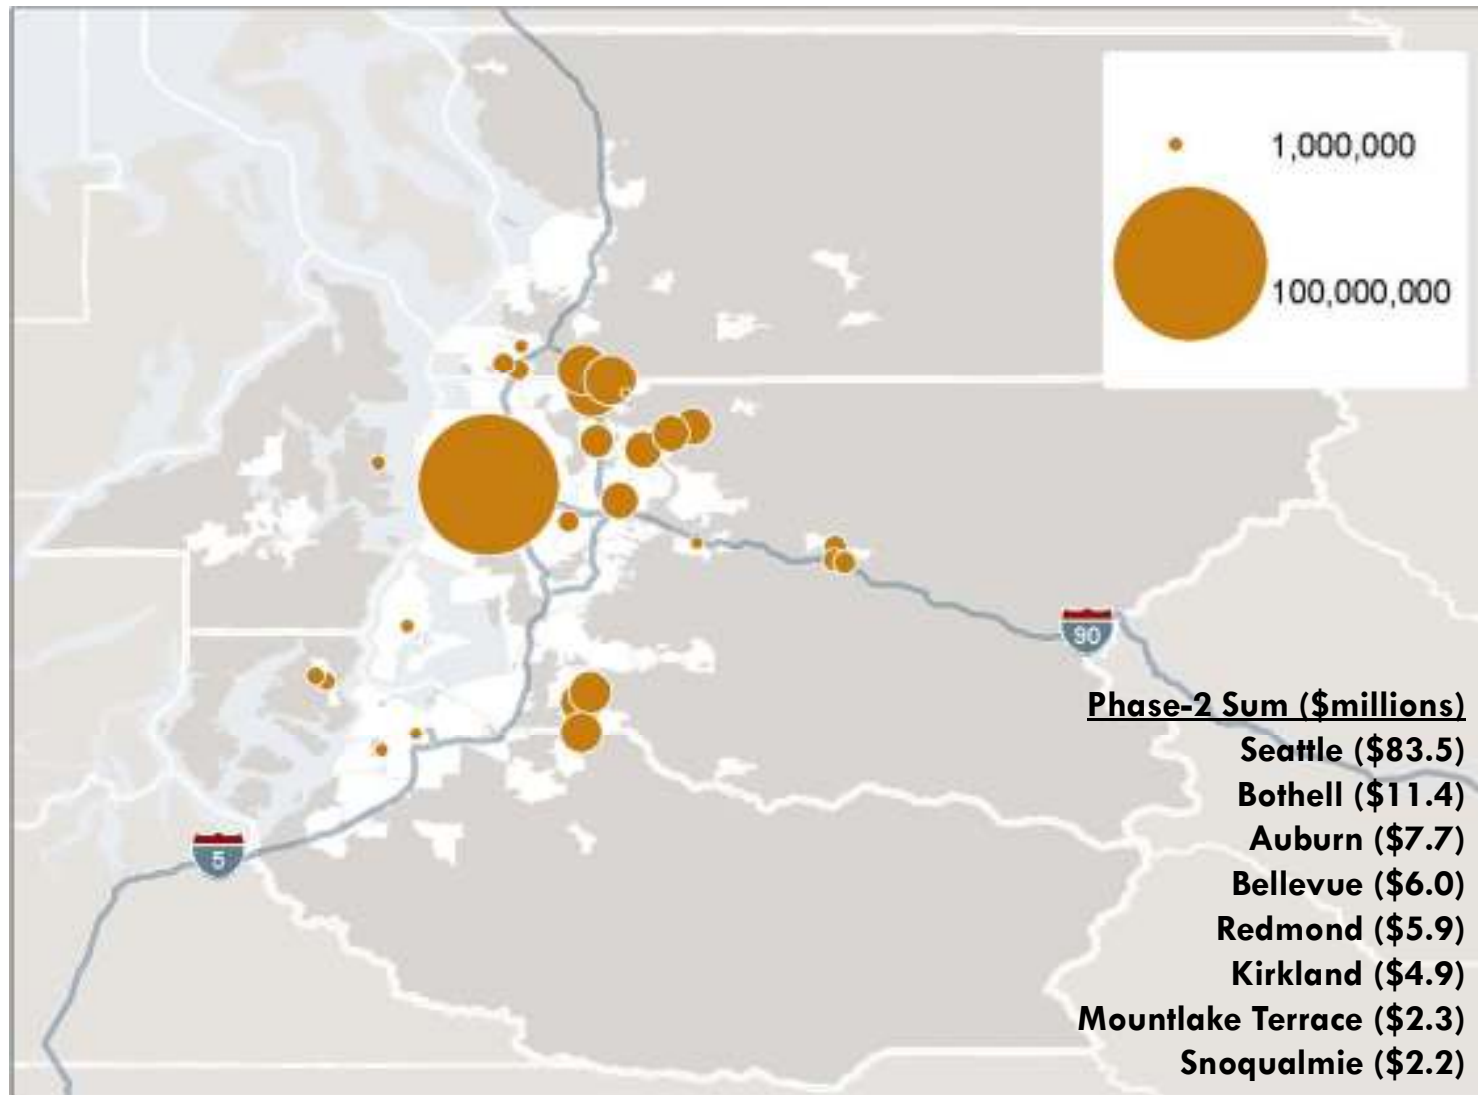 1,000,000
100,000,000
90
5
Phase-2 Sum ($millions)
Seattle ($83.5)
Bothell ($11.4)
Auburn ($7.7)
Bellevue ($6.0)
Redmond ($5.9)
Kirkland ($4.9)
Mountlake Terrace ($2.3)
Snoqualmie ($2.2)